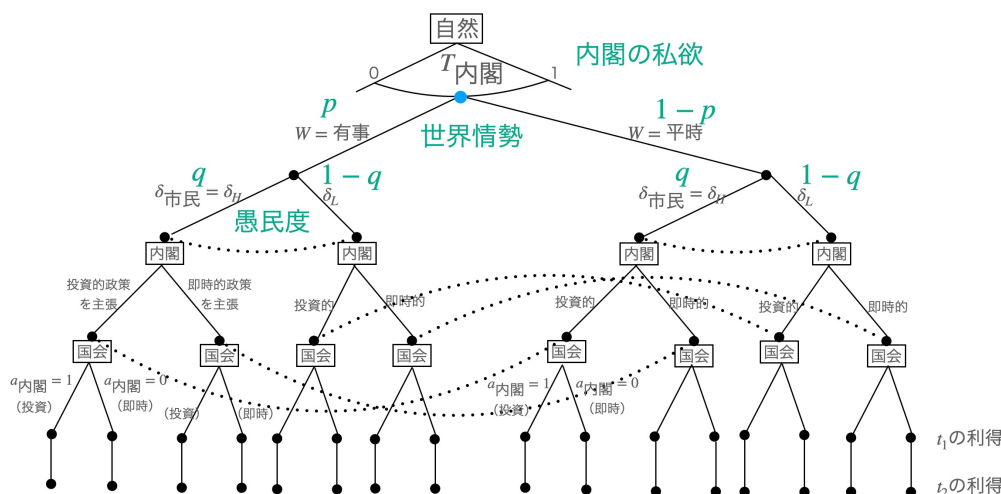 自然
内閣の私欲
0
T内閣
1
p
1 − p
W = 有事
世界情勢
W = 平時
q
1 − q
q
1 − q
δ市民 = δH
δL
δ市民 = δH
δL
愚民度
内閣
内閣
内閣
内閣
投資的政策
を主張
即時的政策
を主張
投資的
即時的
投資的
即時的
投資的
即時的
国会
国会
国会
国会
国会
国会
国会
国会
a内閣 = 1
(投資)
a内閣 = 0
(即時)
(投資)
(即時)
a内閣 = 1
(投資)
a内閣 = 0
(即時)
t1の利得
t2の利得